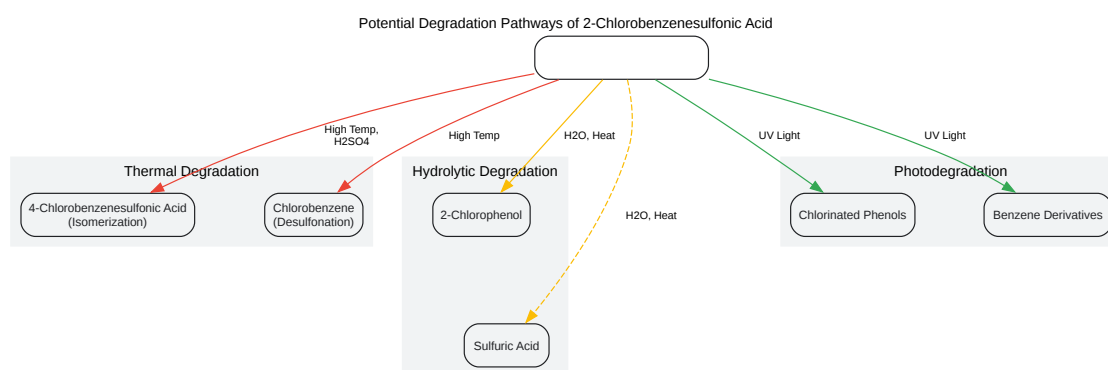 Potential Degradation Pathways of 2-Chlorobenzenesulfonic Acid
High Temp,
H2SO4
High Temp
H2O, Heat
UV Light
UV Light
Thermal Degradation
Hydrolytic Degradation
Photodegradation
4-Chlorobenzenesulfonic Acid
(Isomerization)
Chlorobenzene
(Desulfonation)
2-Chlorophenol
H2O, Heat
Chlorinated Phenols
Benzene Derivatives
Sulfuric Acid